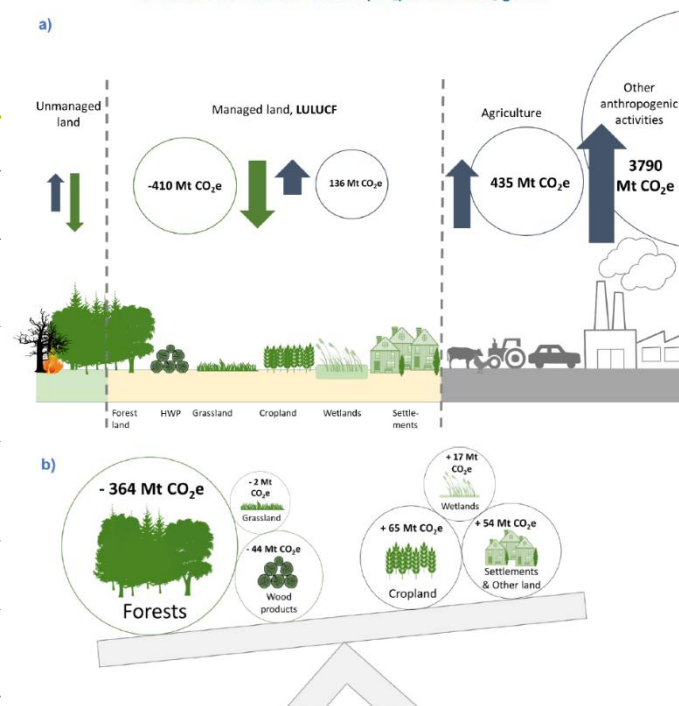 a)
Unmanaged
land
Managed land, LULUCF
Agriculture
Other
anthropogenic
activities
-410 Mt CO₂e
136 Mt CO₂e
435 Mt CO₂e
3790
Mt CO₂e
Forest
land
HWP
Grassland
Cropland
Wetlands
Settle-
ments
b)
- 364 Mt CO₂e
Forests
- 2 Mt
CO₂e
Grassland
- 44 Mt CO₂e
Wood
products
+ 65 Mt CO₂e
Cropland
+ 17 Mt
CO₂e
Wetlands
+ 54 Mt CO₂e
Settlements
& Other land